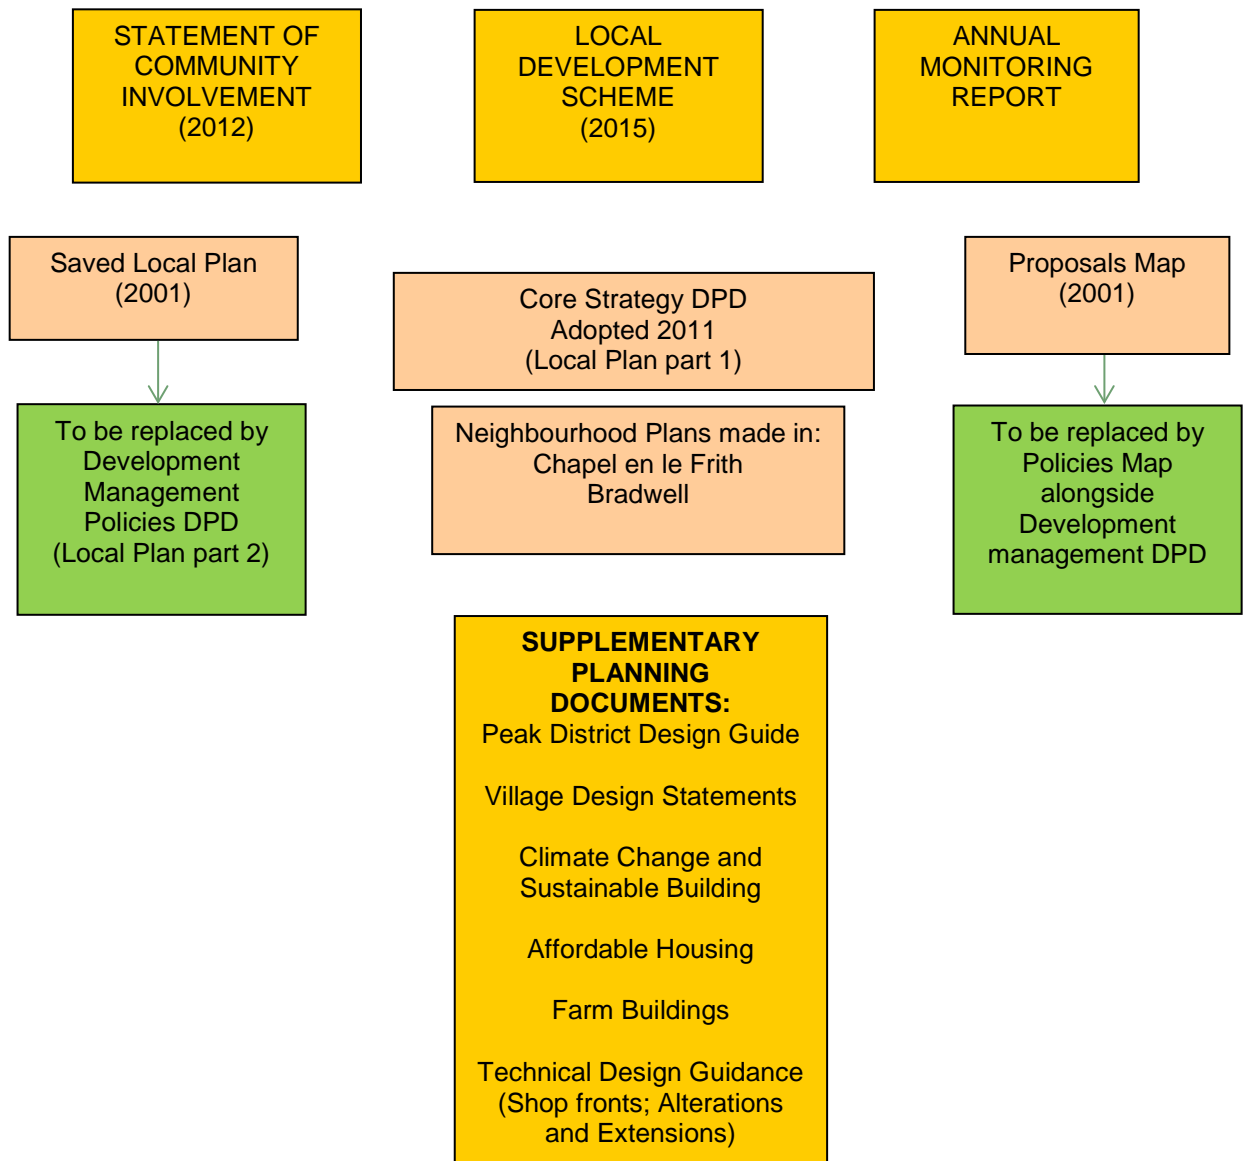 STATEMENT OF
COMMUNITY
INVOLVEMENT
(2012)
LOCAL
DEVELOPMENT
SCHEME
(2015)
ANNUAL
MONITORING
REPORT
Saved Local Plan
(2001)
Core Strategy DPD
Adopted 2011
(Local Plan part 1)
Proposals Map
(2001)
To be replaced by
Development
Management
Policies DPD
(Local Plan part 2)
Neighbourhood Plans made in:
Chapel en le Frith
Bradwell
To be replaced by
Policies Map
alongside
Development
management DPD
SUPPLEMENTARY
PLANNING
DOCUMENTS:
Peak District Design Guide
Village Design Statements
Climate Change and
Sustainable Building
Affordable Housing
Farm Buildings
Technical Design Guidance
(Shop fronts; Alterations
and Extensions)